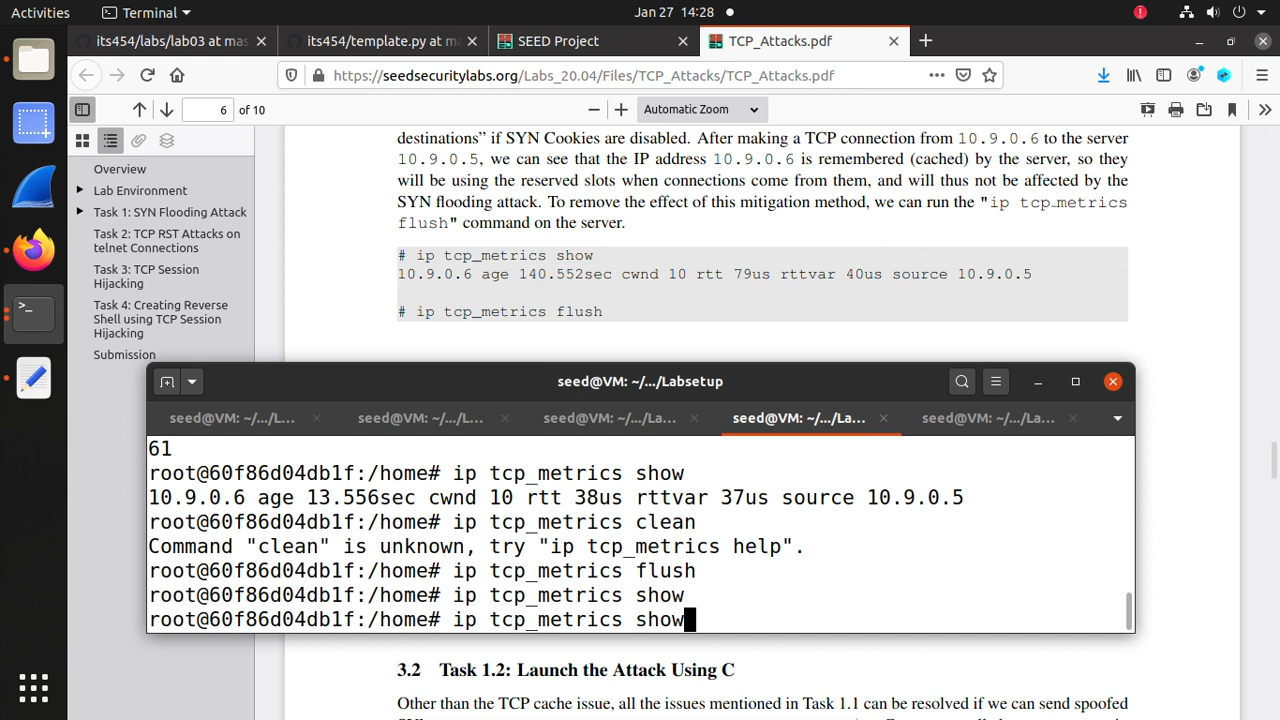 Activities
Terminal
Jan 27 14:28
its454/labs/lab03 at mas
its454/template.py at ma
SEED Project
TCP_Attacks.pdf
https://seedsecuritylabs.org/Labs_20.04/Files/TCP_Attacks/TCP_Attacks.pdf
6 of 10
Automatic Zoom
Overview
Lab Environment
Task 1: SYN Flooding Attack
Task 2: TCP RST Attacks on
telnet Connections
Task 3: TCP Session
Hijacking
Task 4: Creating Reverse
Shell using TCP Session
Hijacking
Submission
destinations” if SYN Cookies are disabled. After making a TCP connection from 10.9.0.6 to the server
10.9.0.5, we can see that the IP address 10.9.0.6 is remembered (cached) by the server, so they
will be using the reserved slots when connections come from them, and will thus not be affected by the
SYN flooding attack. To remove the effect of this mitigation method, we can run the "ip tcp_metrics
flush" command on the server.
# ip tcp_metrics show
10.9.0.6 age 140.552sec cwnd 10 rtt 79us rttvar 40us source 10.9.0.5
# ip tcp_metrics flush
seed@VM: ~/.../Labsetup
seed@VM: ~/.../L...
seed@VM: ~/.../L...
seed@VM: ~/.../La...
seed@VM: ~/.../La...
seed@VM: ~/.../La...
61
root@60f86d04db1f:/home# ip tcp_metrics show
10.9.0.6 age 13.556sec cwnd 10 rtt 38us rttvar 37us source 10.9.0.5
root@60f86d04db1f:/home# ip tcp_metrics clean
Command "clean" is unknown, try "ip tcp_metrics help".
root@60f86d04db1f:/home# ip tcp_metrics flush
root@60f86d04db1f:/home# ip tcp_metrics show
root@60f86d04db1f:/home# ip tcp_metrics show
3.2 Task 1.2: Launch the Attack Using C
Other than the TCP cache issue, all the issues mentioned in Task 1.1 can be resolved if we can send spoofed